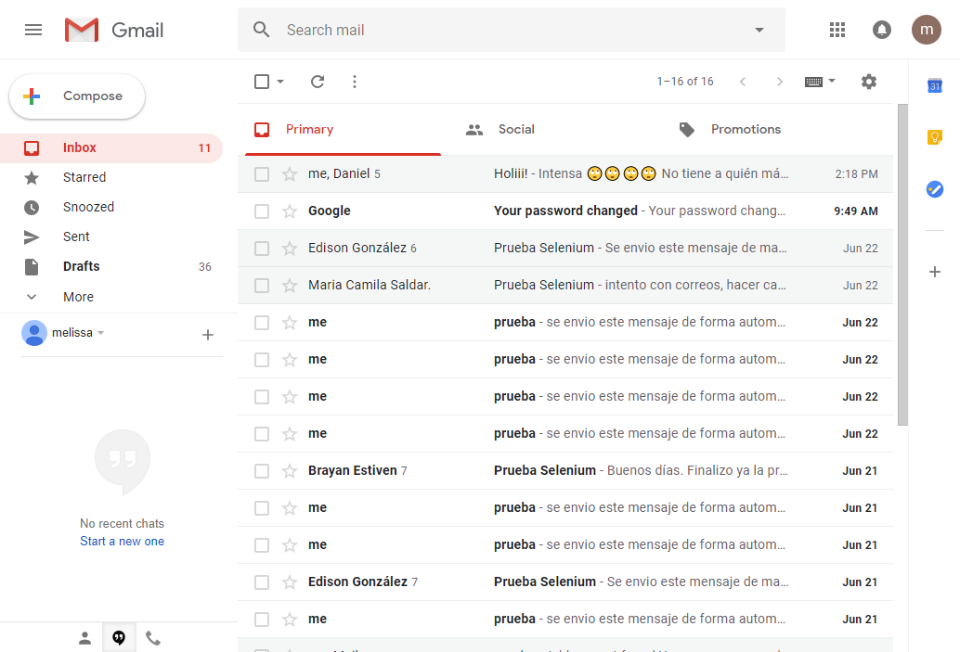 Gmail
Search mail
m
Compose
1–16 of 16
31
Primary
Social
Promotions
Inbox 11
Starred
Snoozed
Sent
Drafts 36
More
melissa
No recent chats
Start a new one
me, Daniel 5 Holiii! - Intensa 🙄🙄🙄🙄 No tiene a quién má… 2:18 PM
Google Your password changed - Your password chang… 9:49 AM
Edison González 6 Prueba Selenium - Se envio este mensaje de ma… Jun 22
Maria Camila Saldar. Prueba Selenium - intento con correos, hacer ca… Jun 22
me prueba - se envio este mensaje de forma autom… Jun 22
me prueba - se envio este mensaje de forma autom… Jun 22
me prueba - se envio este mensaje de forma autom… Jun 22
me prueba - se envio este mensaje de forma autom… Jun 22
Brayan Estiven 7 Prueba Selenium - Buenos días. Finalizo ya la pr… Jun 21
me prueba - se envio este mensaje de forma autom… Jun 21
me prueba - se envio este mensaje de forma autom… Jun 21
Edison González 7 Prueba Selenium - Se envio este mensaje de ma… Jun 21
me prueba - se envio este mensaje de forma autom… Jun 21